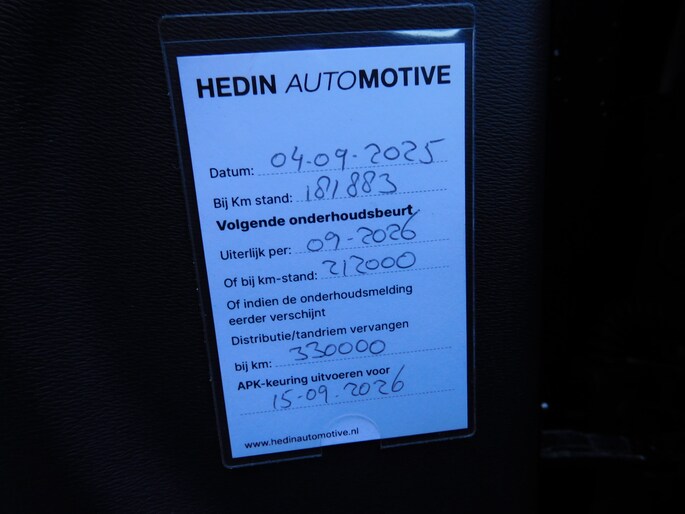 HEDIN AUTOMOTIVE
Datum: 04-09-2025
Bij Km stand: 181883
Volgende onderhoudsbeurt
Uiterlijk per: 09-2026
Of bij km-stand: 212000
Of indien de onderhoudsmelding
eerder verschijnt
Distributie/tandriem vervangen
bij km: 330000
APK-keuring uitvoeren voor
15-09.2026
www.hedinautomotive.nl